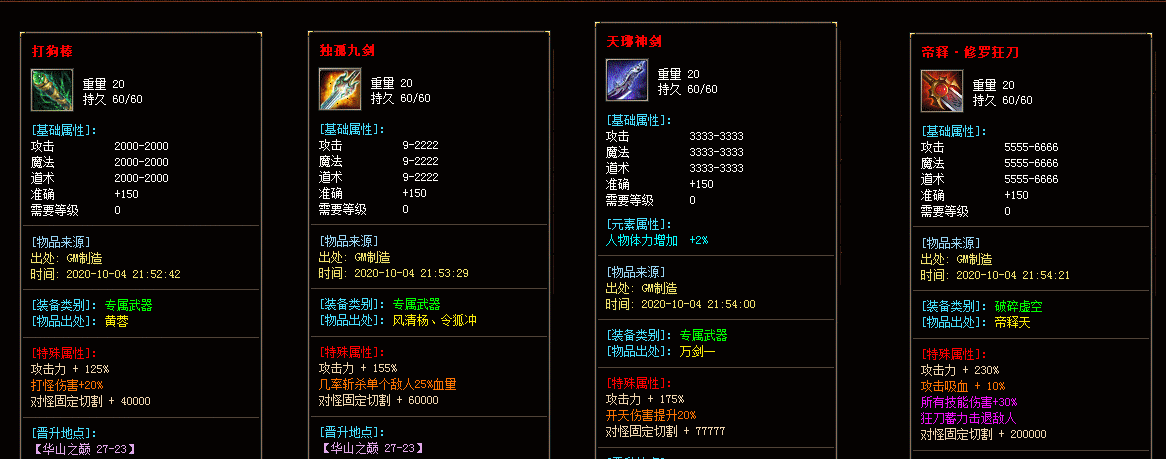 打狗棒
重量 20
持久 60/60
[基础属性]:
攻击 2000-2000
魔法 2000-2000
道术 2000-2000
准确 +150
需要等级 0
[物品来源]
出处: GM制造
时间: 2020-10-04 21:52:42
[装备类别]: 专属武器
[物品出处]: 黄蓉
[特殊属性]:
攻击力 + 125%
打怪伤害+20%
对怪固定切割 + 40000
[晋升地点]:
【华山之巅 27-23】
独孤九剑
重量 20
持久 60/60
[基础属性]:
攻击 9-2222
魔法 9-2222
道术 9-2222
准确 +150
需要等级 0
[物品来源]
出处: GM制造
时间: 2020-10-04 21:53:29
[装备类别]: 专属武器
[物品出处]: 风清杨、令狐冲
[特殊属性]:
攻击力 + 155%
几率斩杀单个敌人25%血量
对怪固定切割 + 60000
[晋升地点]:
【华山之巅 27-23】
天璎神剑
重量 20
持久 60/60
[基础属性]:
攻击 3333-3333
魔法 3333-3333
道术 3333-3333
准确 +150
需要等级 0
[元素属性]:
人物体力增加 +2%
[物品来源]
出处: GM制造
时间: 2020-10-04 21:54:00
[装备类别]: 专属武器
[物品出处]: 万剑一
[特殊属性]:
攻击力 + 175%
开天伤害提升20%
对怪固定切割 + 77777
帝释·修罗狂刀
重量 20
持久 60/60
[基础属性]:
攻击 5555-6666
魔法 5555-6666
道术 5555-6666
准确 +150
需要等级 0
[物品来源]
出处: GM制造
时间: 2020-10-04 21:54:21
[装备类别]: 破碎虚空
[物品出处]: 帝释天
[特殊属性]:
攻击力 + 230%
攻击吸血 + 10%
所有技能伤害+30%
狂刀蓄力击退敌人
对怪固定切割 + 200000